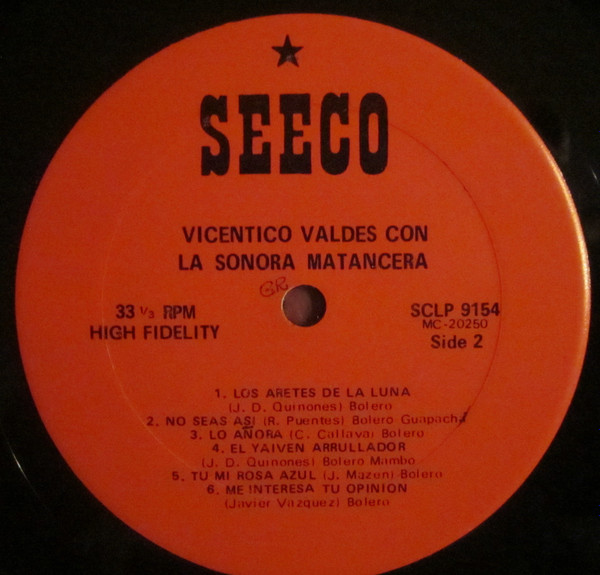 SEECO
VICENTICO VALDES CON
LA SONORA MATANCERA
GR
33 1/3 RPM
HIGH FIDELITY
SCLP 9154
MC-20250
Side 2
1. LOS ARETES DE LA LUNA
(J. D. Quinones) Bolero
2. NO SEAS ASI (R. Puentes) Bolero Guapacha
3. LO AÑORA (C. Callava) Bolero
4. EL YAIVEN ARRULLADOR
(J. D. Quinones) Bolero Mambo
5. TU MI ROSA AZUL (J. Mazen) Bolero
6. ME INTERESA TU OPINION
(Javier Vazquez) Bolero